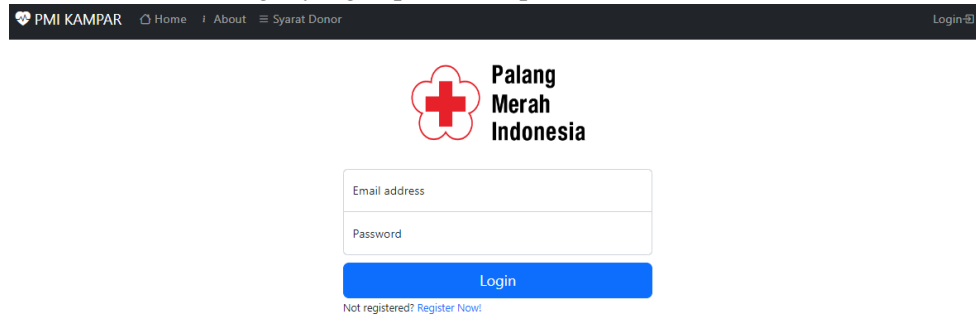 PMI KAMPAR Home i About Syarat Donor Login
Palang
Merah
Indonesia
Email address
Password
Login
Not registered? Register Now!